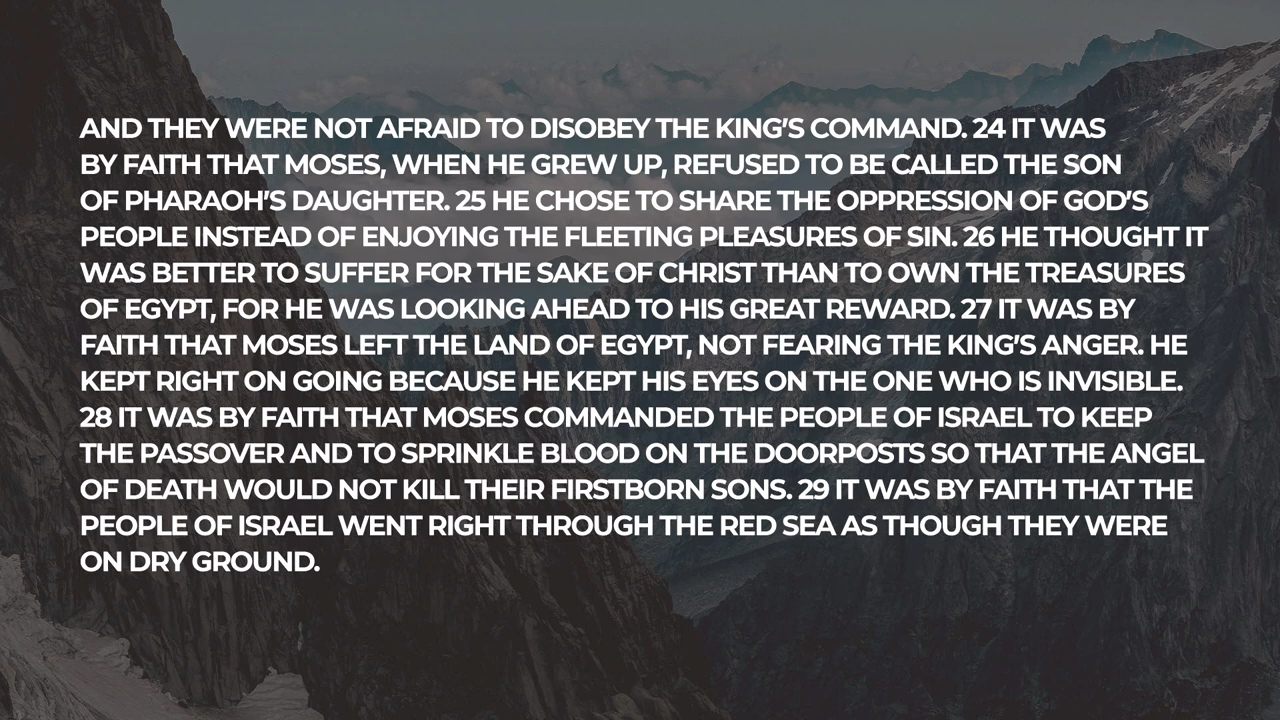 AND THEY WERE NOT AFRAID TO DISOBEY THE KING’S COMMAND. 24 IT WAS
BY FAITH THAT MOSES, WHEN HE GREW UP, REFUSED TO BE CALLED THE SON
OF PHARAOH’S DAUGHTER. 25 HE CHOSE TO SHARE THE OPPRESSION OF GOD’S
PEOPLE INSTEAD OF ENJOYING THE FLEETING PLEASURES OF SIN. 26 HE THOUGHT IT
WAS BETTER TO SUFFER FOR THE SAKE OF CHRIST THAN TO OWN THE TREASURES
OF EGYPT, FOR HE WAS LOOKING AHEAD TO HIS GREAT REWARD. 27 IT WAS BY
FAITH THAT MOSES LEFT THE LAND OF EGYPT, NOT FEARING THE KING’S ANGER. HE
KEPT RIGHT ON GOING BECAUSE HE KEPT HIS EYES ON THE ONE WHO IS INVISIBLE.
28 IT WAS BY FAITH THAT MOSES COMMANDED THE PEOPLE OF ISRAEL TO KEEP
THE PASSOVER AND TO SPRINKLE BLOOD ON THE DOORPOSTS SO THAT THE ANGEL
OF DEATH WOULD NOT KILL THEIR FIRSTBORN SONS. 29 IT WAS BY FAITH THAT THE
PEOPLE OF ISRAEL WENT RIGHT THROUGH THE RED SEA AS THOUGH THEY WERE
ON DRY GROUND.